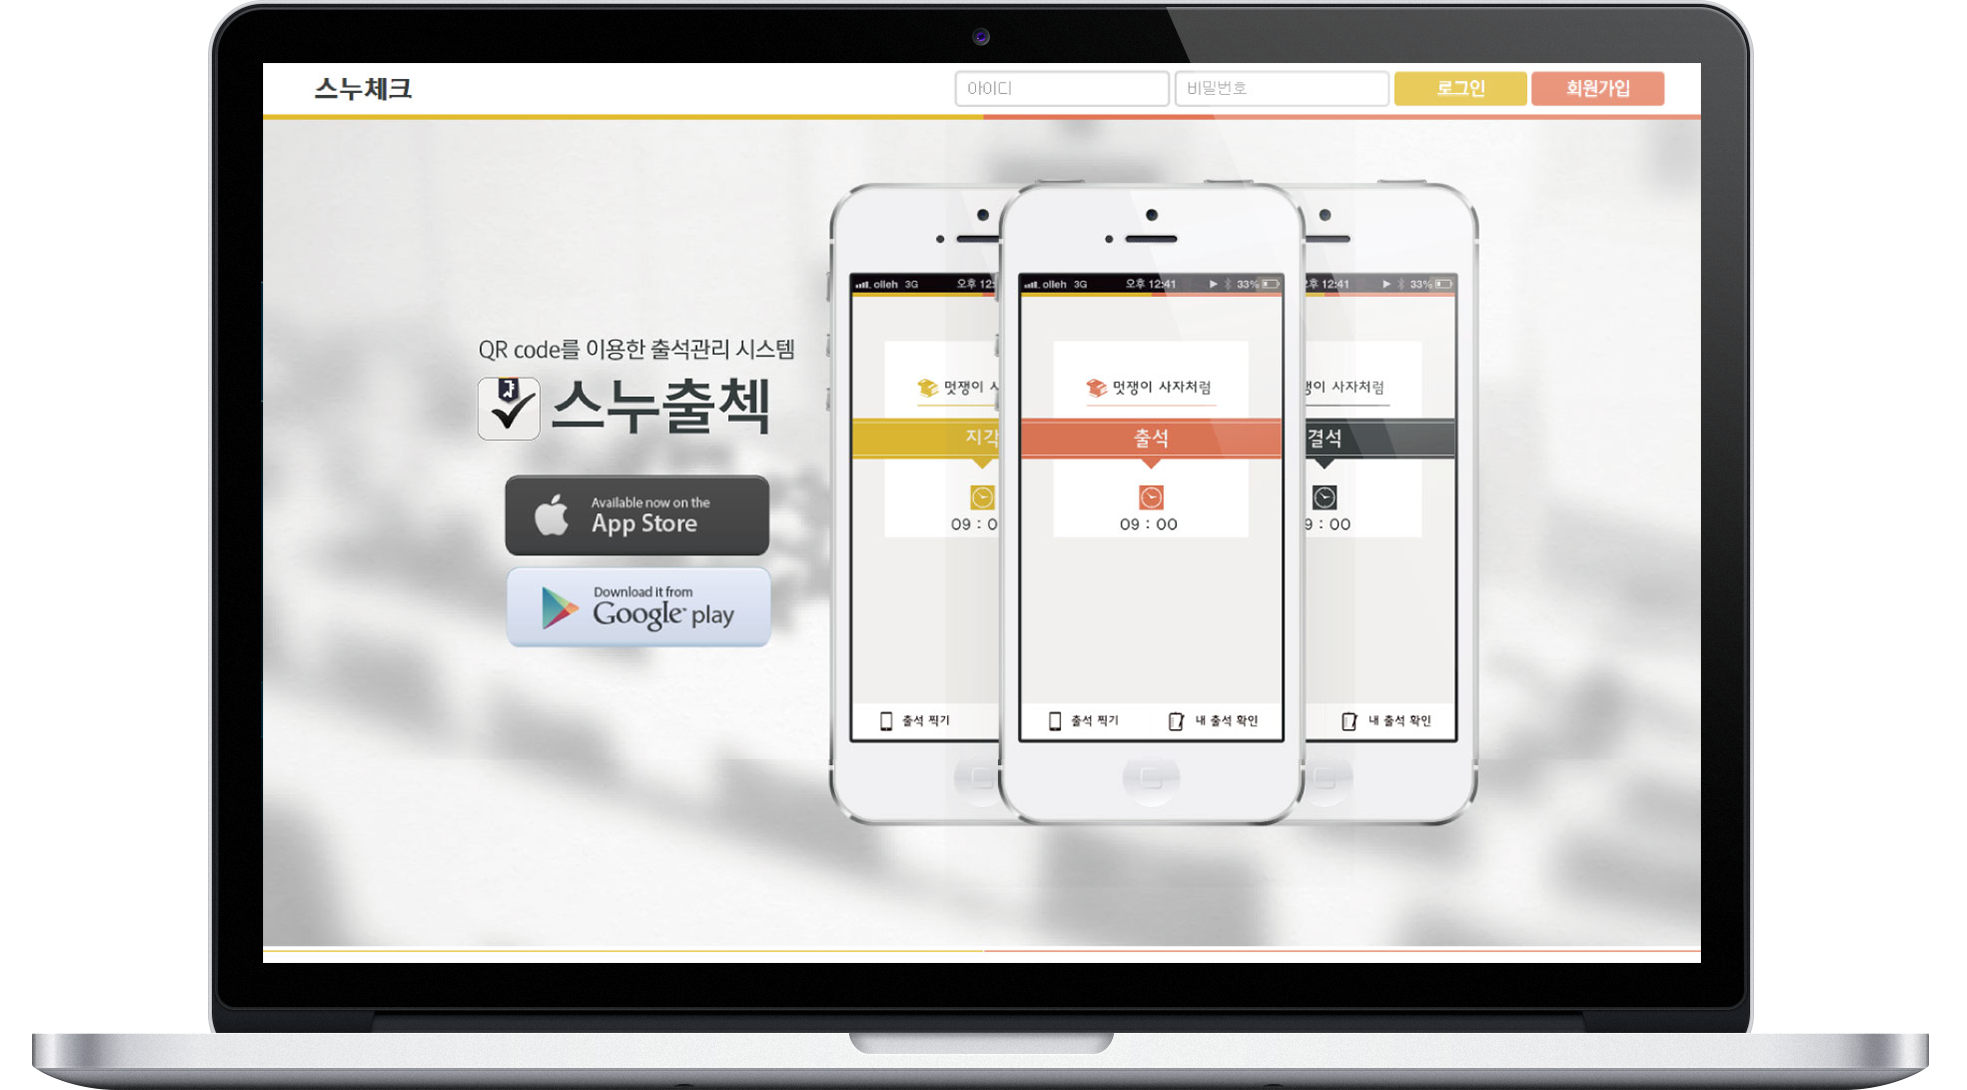 스누체크
아이디
비밀번호
로그인
회원가입
QR code를 이용한 출석관리 시스템
스누출첵
Available now on the
App Store
Download it from
Google play
olleh 3G 오후 12:
멋쟁이 사
지각
09 : 0
출석 찍기
olleh 3G 오후 12:41 33%
멋쟁이 사자처럼
출석
09 : 00
출석 찍기 내 출석 확인
후 12:41 33%
쟁이 사자처럼
결석
9 : 00
내 출석 확인